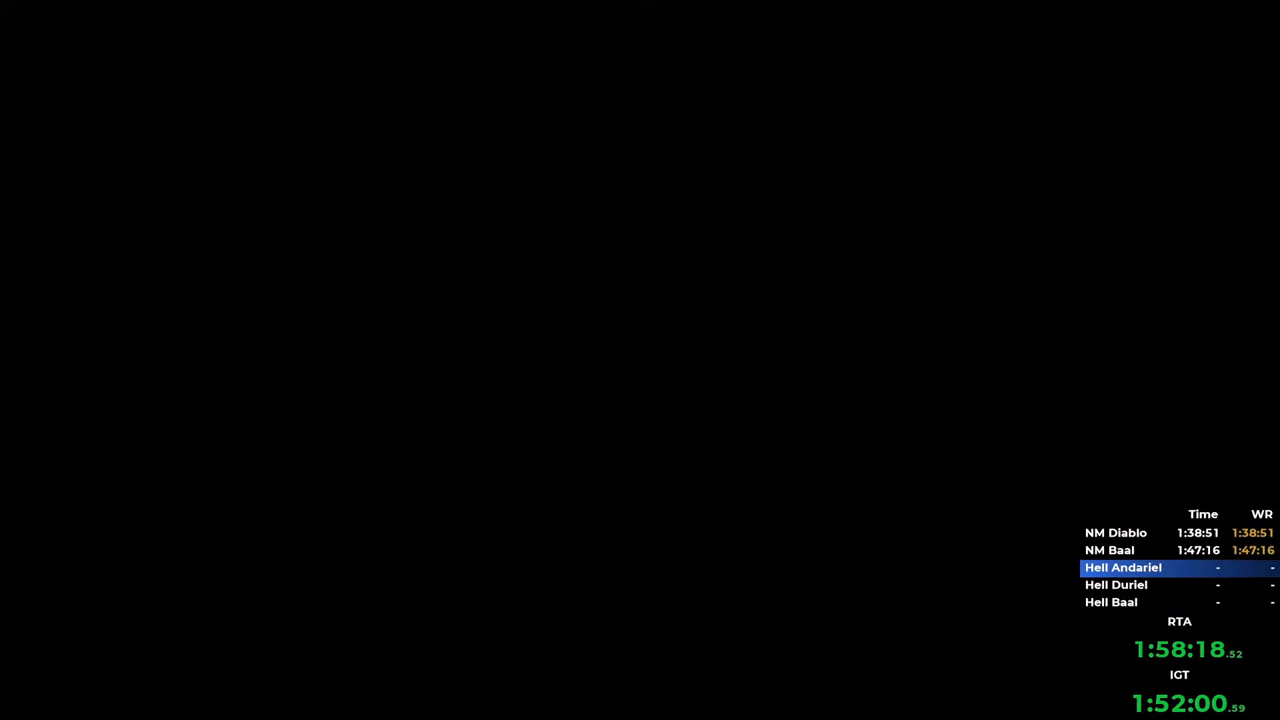 Time WR
NM Diablo 1:38:51 1:38:51
NM Baal 1:47:16 1:47:16
Hell Andariel - -
Hell Duriel - -
Hell Baal - -
RTA
1:58:18.52
IGT
1:52:00.59